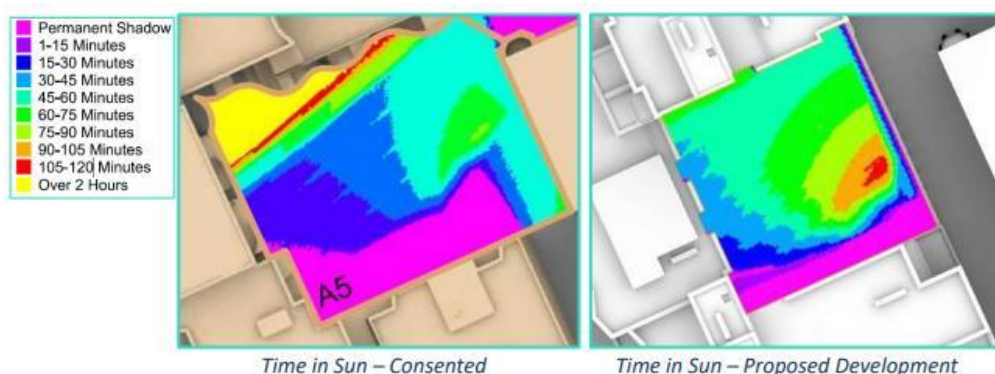 Permanent Shadow
1-15 Minutes
15-30 Minutes
30-45 Minutes
45-60 Minutes
60-75 Minutes
75-90 Minutes
90-105 Minutes
105-120 Minutes
Over 2 Hours
A5
Time in Sun – Consented
Time in Sun – Proposed Development